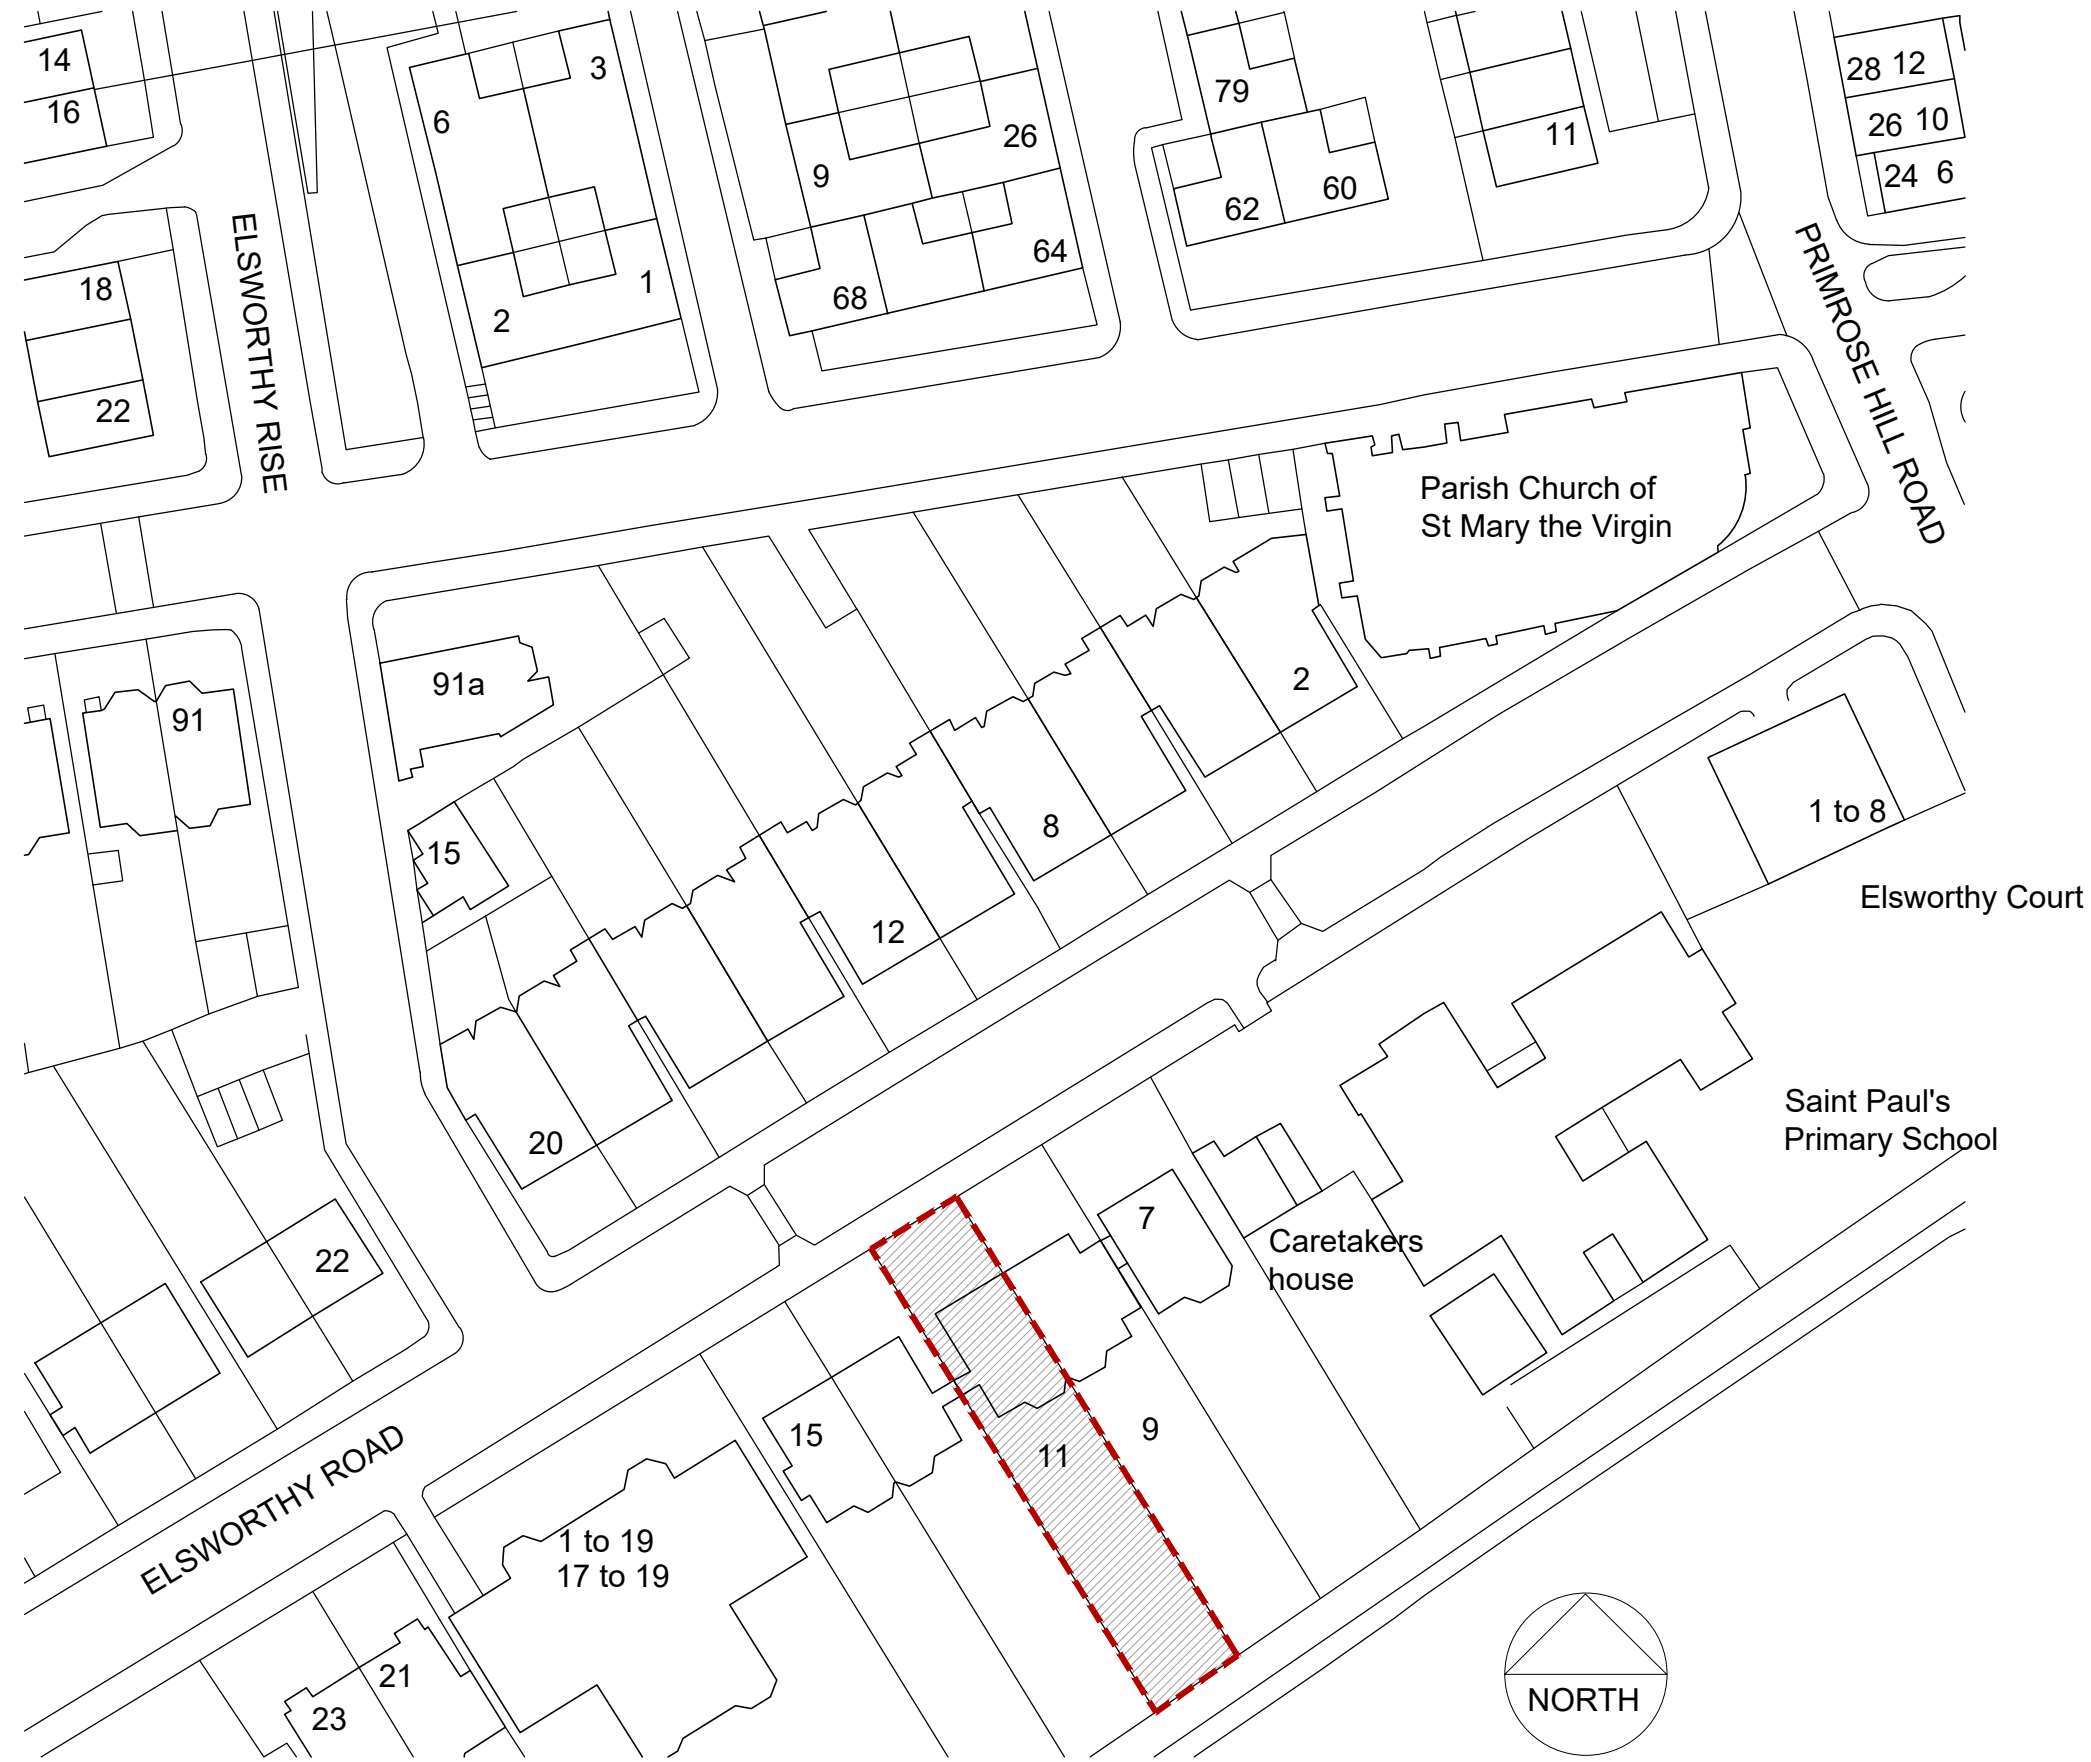 14
16
6
3
9
26
79
62
60
11
28 12
26 10
24 6
18
22
ELSWORTHY RISE
2
1
68
64
PRIMROSE HILL ROAD
Parish Church of
St Mary the Virgin
91
91a
15
2
8
12
20
1 to 8
Elsworthy Court
Saint Paul's
Primary School
22
7
Caretakers
house
9
11
15
ELSWORTHY ROAD
1 to 19
17 to 19
21
23
NORTH